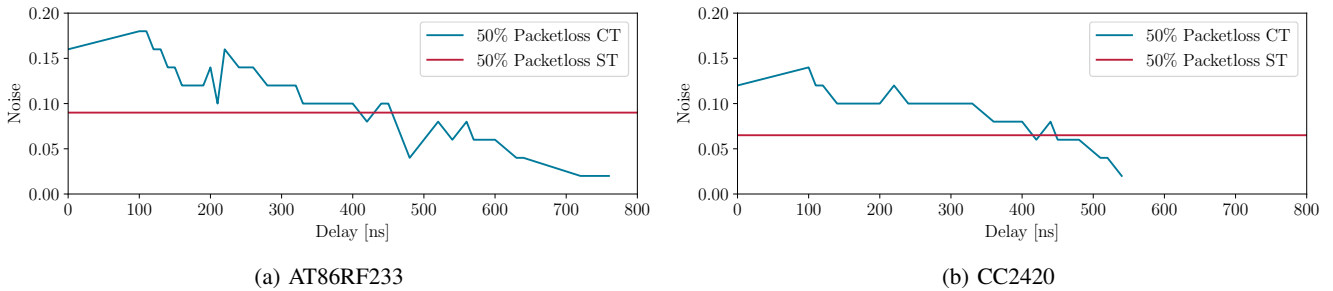 0.20
0.15
0.10
0.05
0.00
Noise
0 100 200 300 400 500 600 700 800
Delay [ns]
50% Packetloss CT
50% Packetloss ST
(a) AT86RF233
0.20
0.15
0.10
0.05
0.00
Noise
0 100 200 300 400 500 600 700 800
Delay [ns]
50% Packetloss CT
50% Packetloss ST
(b) CC2420